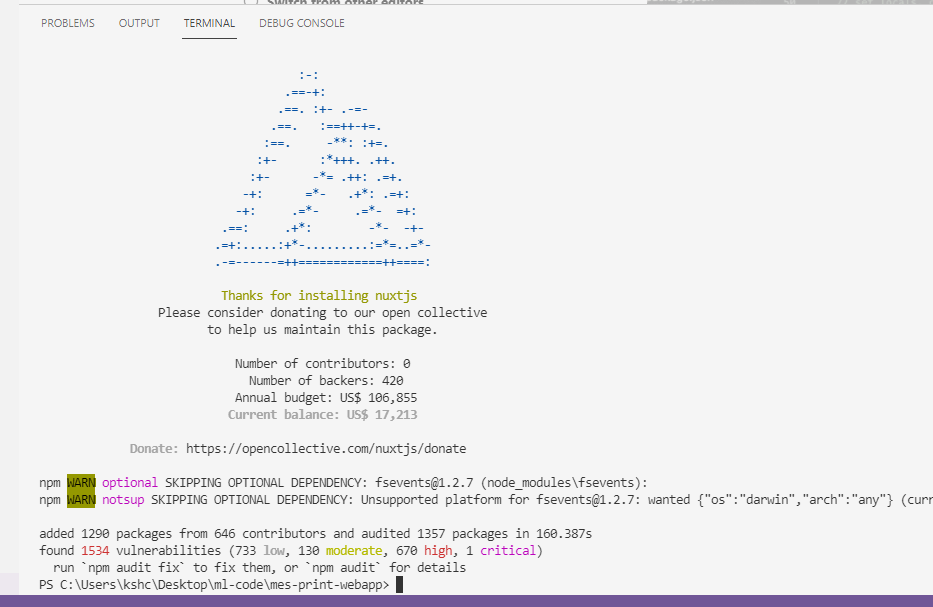 Switch from other editors
PROBLEMS OUTPUT TERMINAL DEBUG CONSOLE
:-:
.==-+:
.==. :+- .-=-
.==.   :==++-+=.
:==.     -**: :+=.
:+-      :*+++. .++.
:+-      -*= .++: .=+.
-+:      =*-   .+*: .=+:
-+:     .=*-     .=*-  =+:
.==:     .+*:        -*-  -+-
.=+:.....:+*-.........:=*=..=*-
.-=------=++============++====:
Thanks for installing nuxtjs
Please consider donating to our open collective
to help us maintain this package.
Number of contributors: 0
Number of backers: 420
Annual budget: US$ 106,855
Current balance: US$ 17,213
Donate: https://opencollective.com/nuxtjs/donate
npm WARN optional SKIPPING OPTIONAL DEPENDENCY: fsevents@1.2.7 (node_modules\fsevents):
npm WARN notsup SKIPPING OPTIONAL DEPENDENCY: Unsupported platform for fsevents@1.2.7: wanted {"os":"darwin","arch":"any"} (curr
added 1290 packages from 646 contributors and audited 1357 packages in 160.387s
found 1534 vulnerabilities (733 low, 130 moderate, 670 high, 1 critical)
run `npm audit fix` to fix them, or `npm audit` for details
PS C:\Users\kshc\Desktop\ml-code\mes-print-webapp>